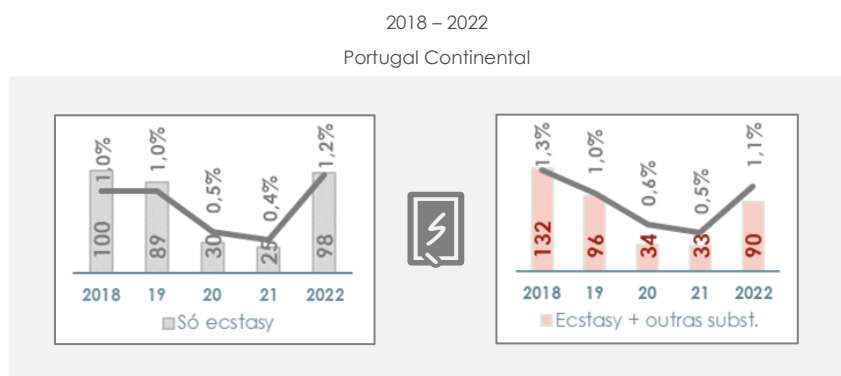 2018 – 2022
Portugal Continental
1,0% 1,0% 0,5% 0,4% 1,2%
100 89 30 25 98
2018 19 20 21 2022
Só ecstasy
1,3% 1,0% 0,6% 0,5% 1,1%
132 96 34 33 90
2018 19 20 21 2022
Ecstasy + outras subst.